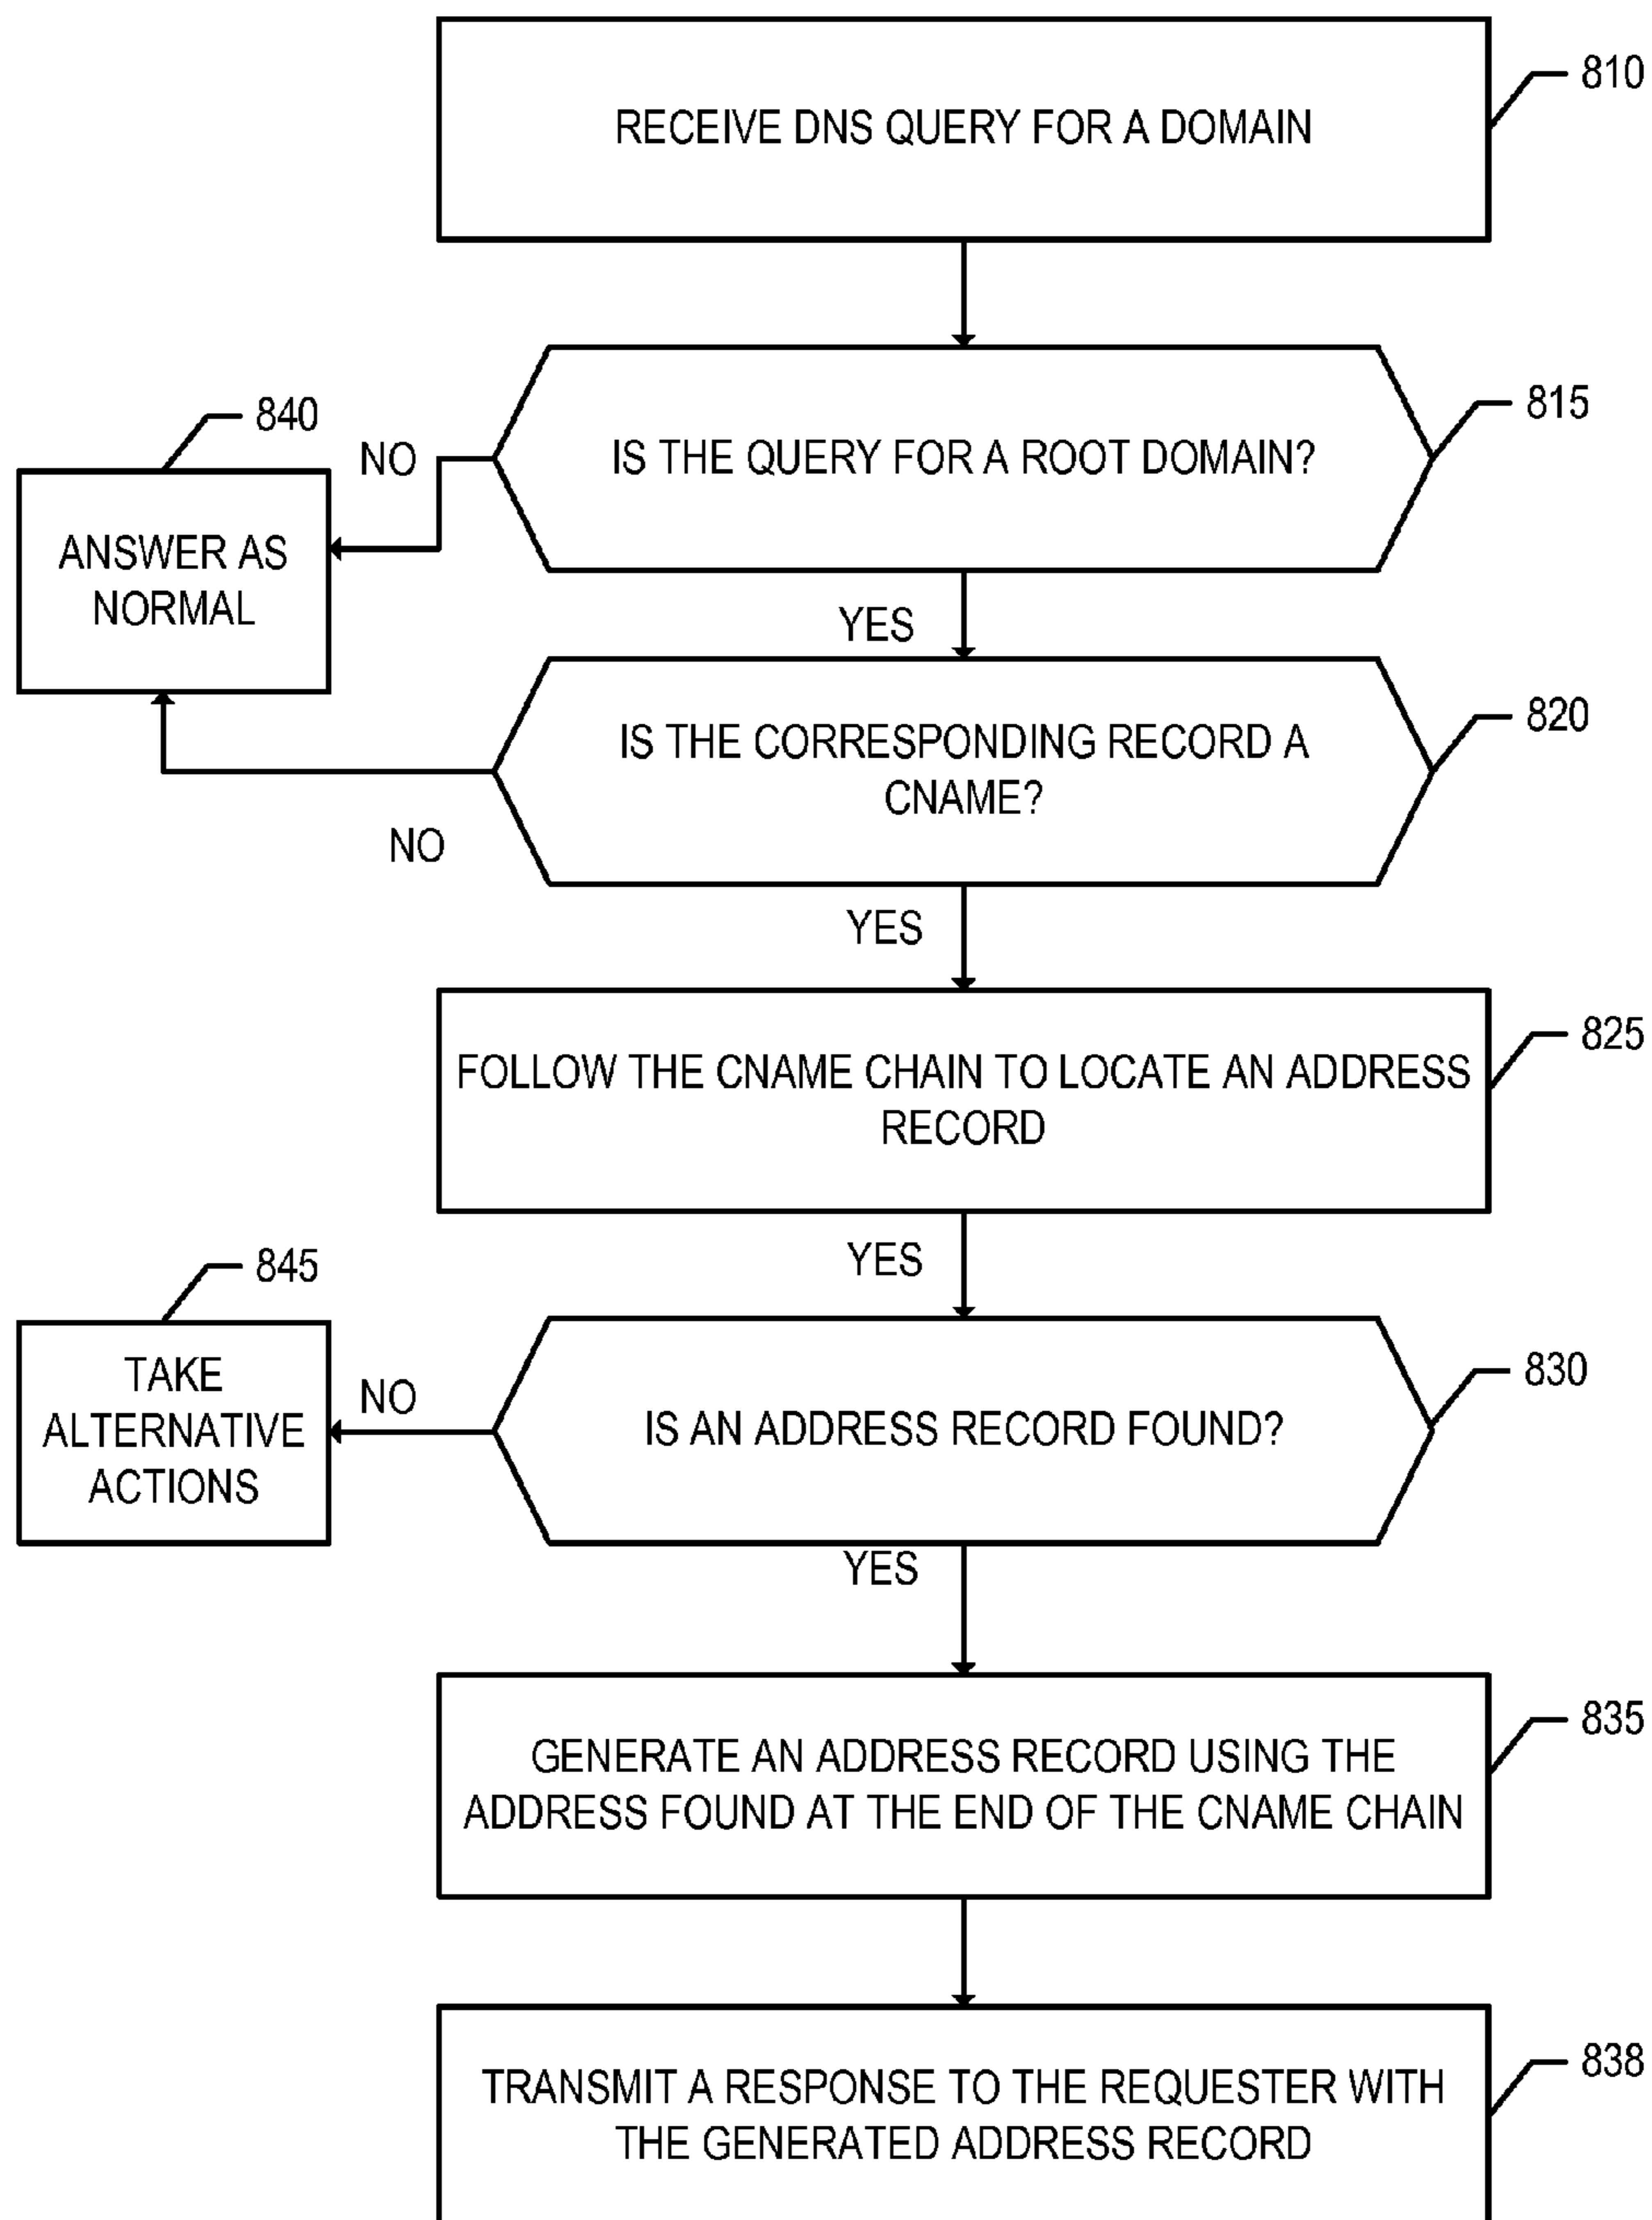 RECEIVE DNS QUERY FOR A DOMAIN
810
IS THE QUERY FOR A ROOT DOMAIN?
815
NO
840
ANSWER AS
NORMAL
YES
IS THE CORRESPONDING RECORD A
CNAME?
820
NO
YES
FOLLOW THE CNAME CHAIN TO LOCATE AN ADDRESS
RECORD
825
YES
IS AN ADDRESS RECORD FOUND?
830
NO
845
TAKE
ALTERNATIVE
ACTIONS
YES
GENERATE AN ADDRESS RECORD USING THE
ADDRESS FOUND AT THE END OF THE CNAME CHAIN
835
TRANSMIT A RESPONSE TO THE REQUESTER WITH
THE GENERATED ADDRESS RECORD
838